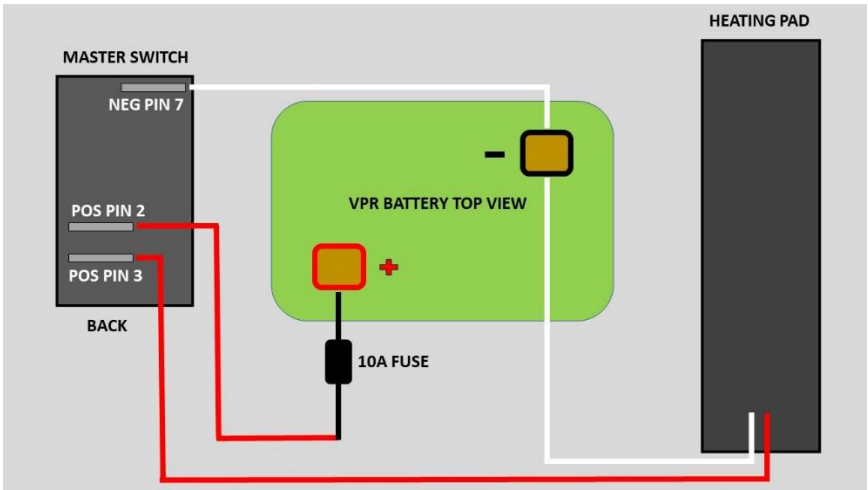 HEATING PAD
MASTER SWITCH
NEG PIN 7
-
VPR BATTERY TOP VIEW
POS PIN 2
+
POS PIN 3
BACK
10A FUSE